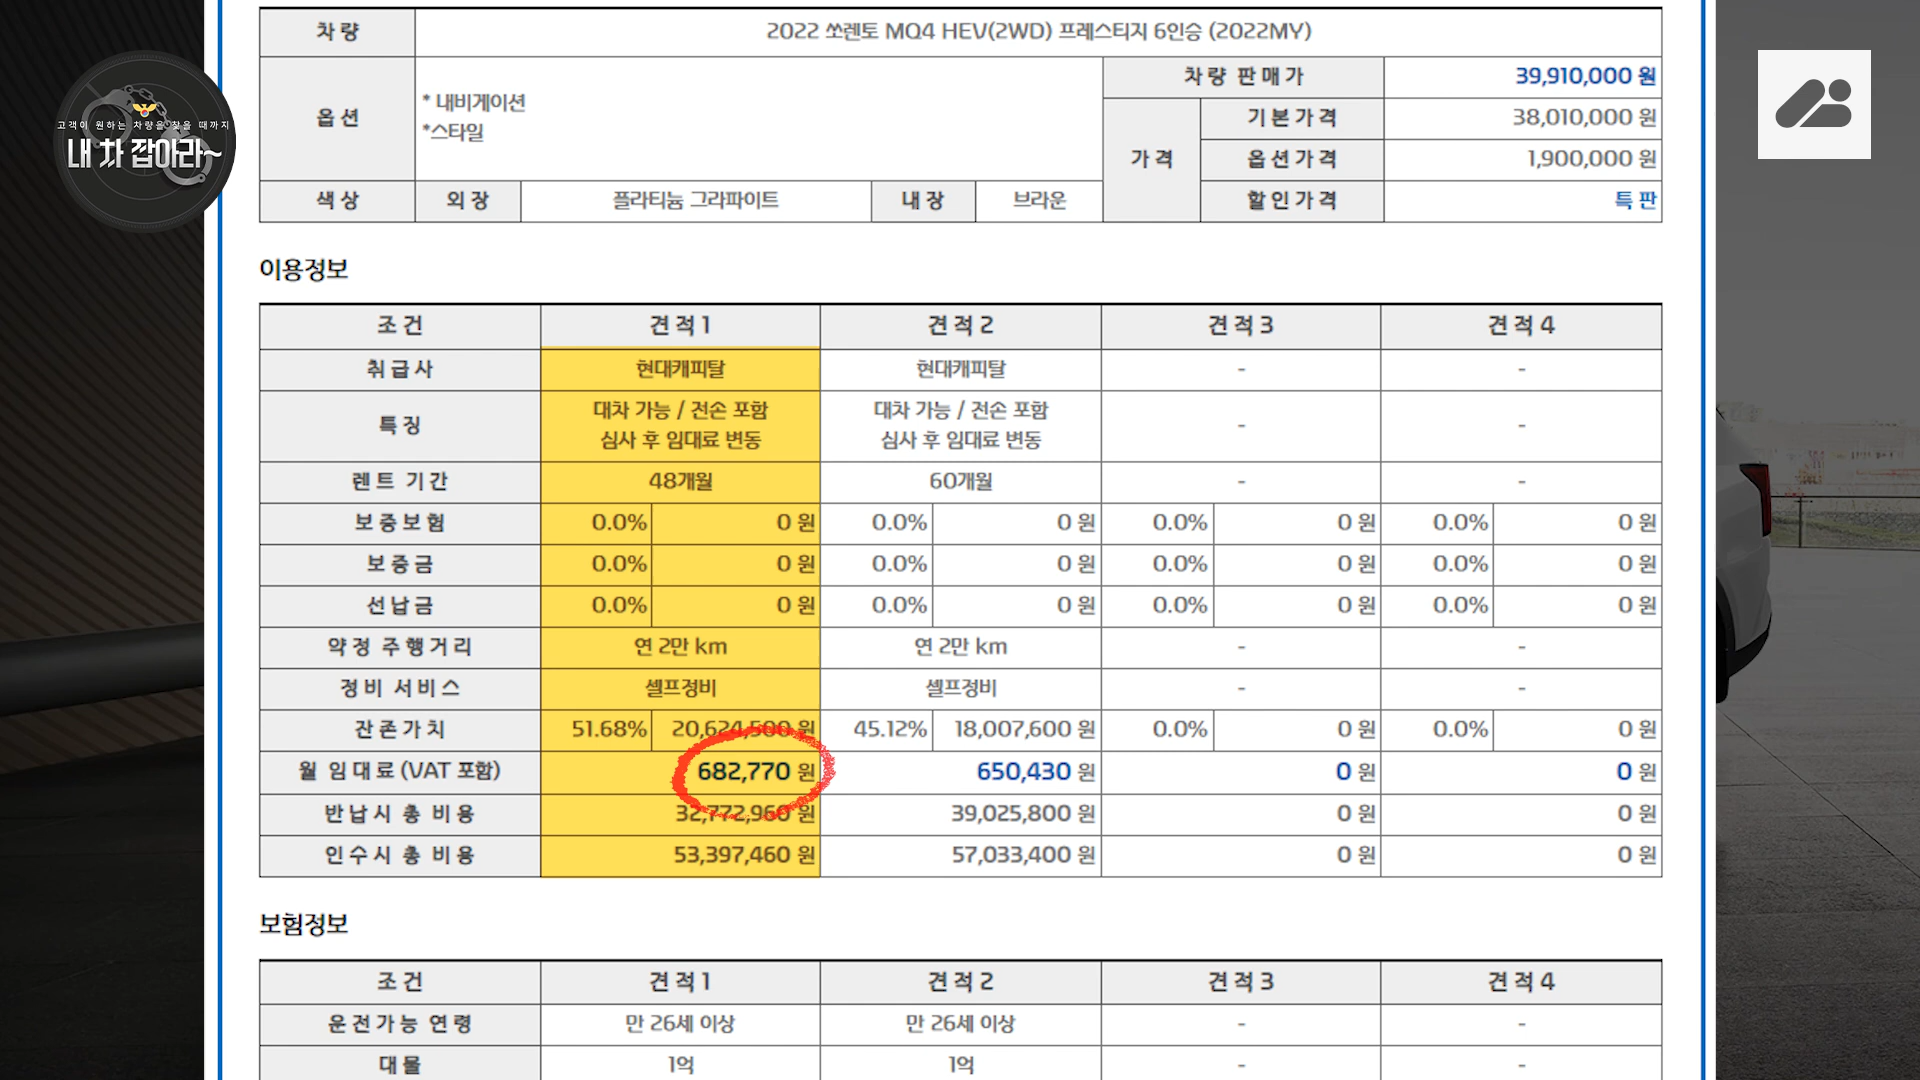 고객이 원하는 차량을 찾을 때까지
내 차 잡아라~
차량 2022 쏘렌토 MQ4 HEV(2WD) 프레스티지 6인승 (2022MY)
옵션 * 내비게이션 차량 판매가 39,910,000 원
*스타일 가격 기본가격 38,010,000 원
옵션가격 1,900,000 원
색상 외장 플라티늄 그라파이트 내장 브라운 할인가격 특판
이용정보
조건 견적1 견적2 견적3 견적4
취급사 현대캐피탈 현대캐피탈 - -
특징 대차 가능 / 전손 포함 대차 가능 / 전손 포함 - -
심사 후 임대료 변동 심사 후 임대료 변동
렌트 기간 48개월 60개월 - -
보증보험 0.0% 0 원 0.0% 0 원 0.0% 0 원 0.0% 0 원
보증금 0.0% 0 원 0.0% 0 원 0.0% 0 원 0.0% 0 원
선납금 0.0% 0 원 0.0% 0 원 0.0% 0 원 0.0% 0 원
약정 주행거리 연 2만 km 연 2만 km - -
정비 서비스 셀프정비 셀프정비 - -
잔존가치 51.68% 20,624,500 원 45.12% 18,007,600 원 0.0% 0 원 0.0% 0 원
월 임대료 (VAT 포함) 682,770 원 650,430 원 0 원 0 원
반납시 총 비용 32,772,960 원 39,025,800 원 0 원 0 원
인수시 총 비용 53,397,460 원 57,033,400 원 0 원 0 원
보험정보
조건 견적1 견적2 견적3 견적4
운전가능 연령 만 26세 이상 만 26세 이상 - -
대물 1억 1억 - -